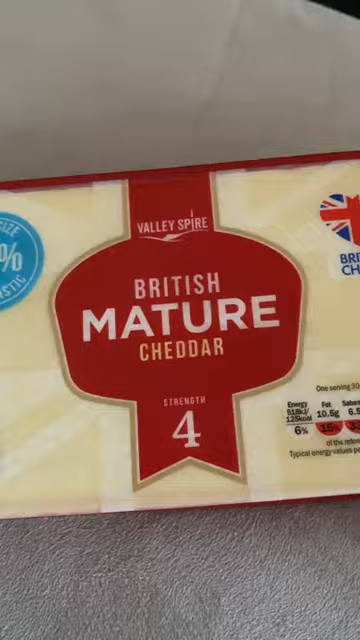 VALLEY SPIRE
BRITISH
MATURE
CHEDDAR
STRENGTH
4
%
One serving 30
Energy
518kJ/
125kcal
6%
Fat
10.5g
15%
of the refere
Typical energy values pe